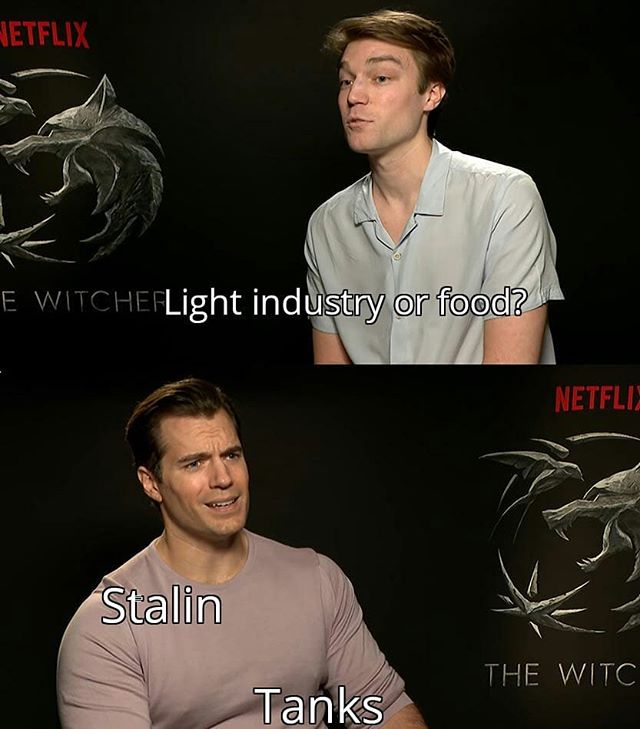 NETFLIX
E WITCHER
Light industry or food?
NETFLIX
Stalin
THE WITC
Tanks